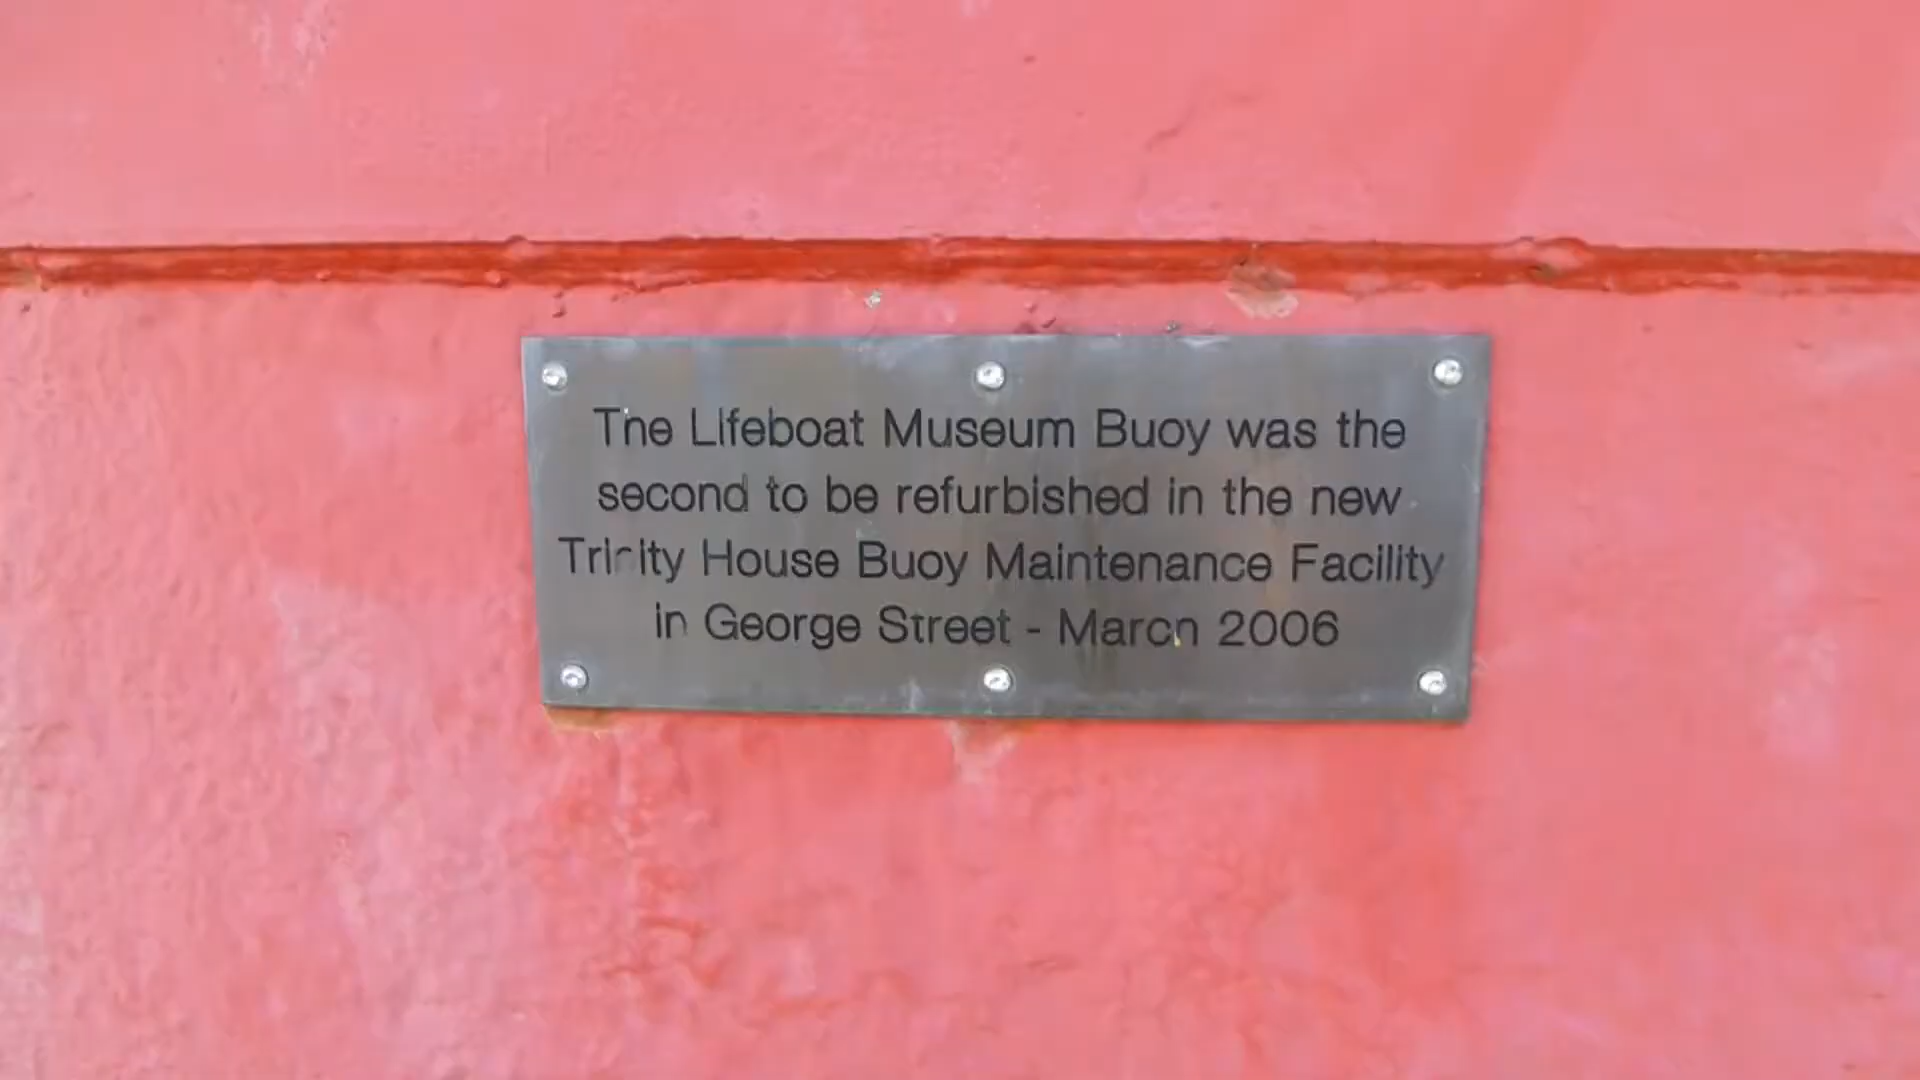 The Lifeboat Museum Buoy was the
second to be refurbished in the new
Trinity House Buoy Maintenance Facility
in George Street - March 2006